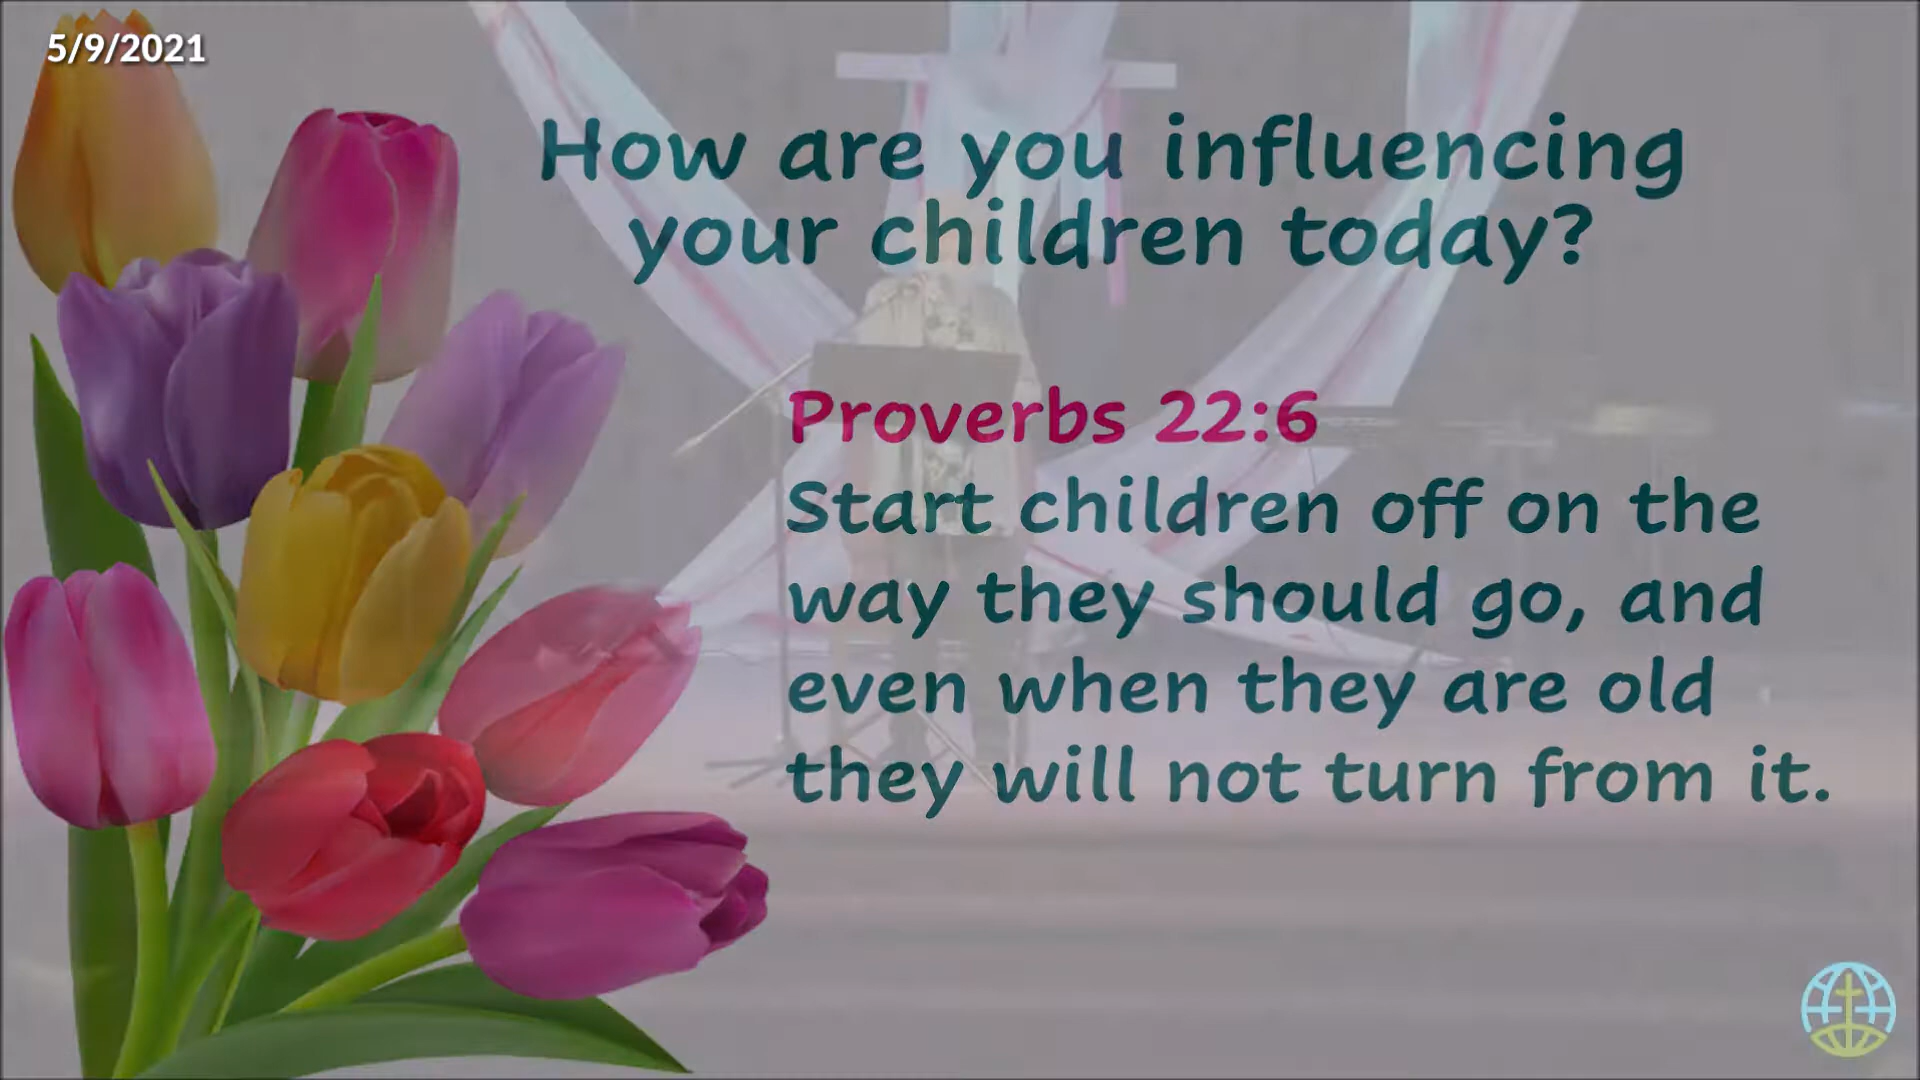 5/9/2021
How are you influencing
your children today?
Proverbs 22:6
Start children off on the
way they should go, and
even when they are old
they will not turn from it.